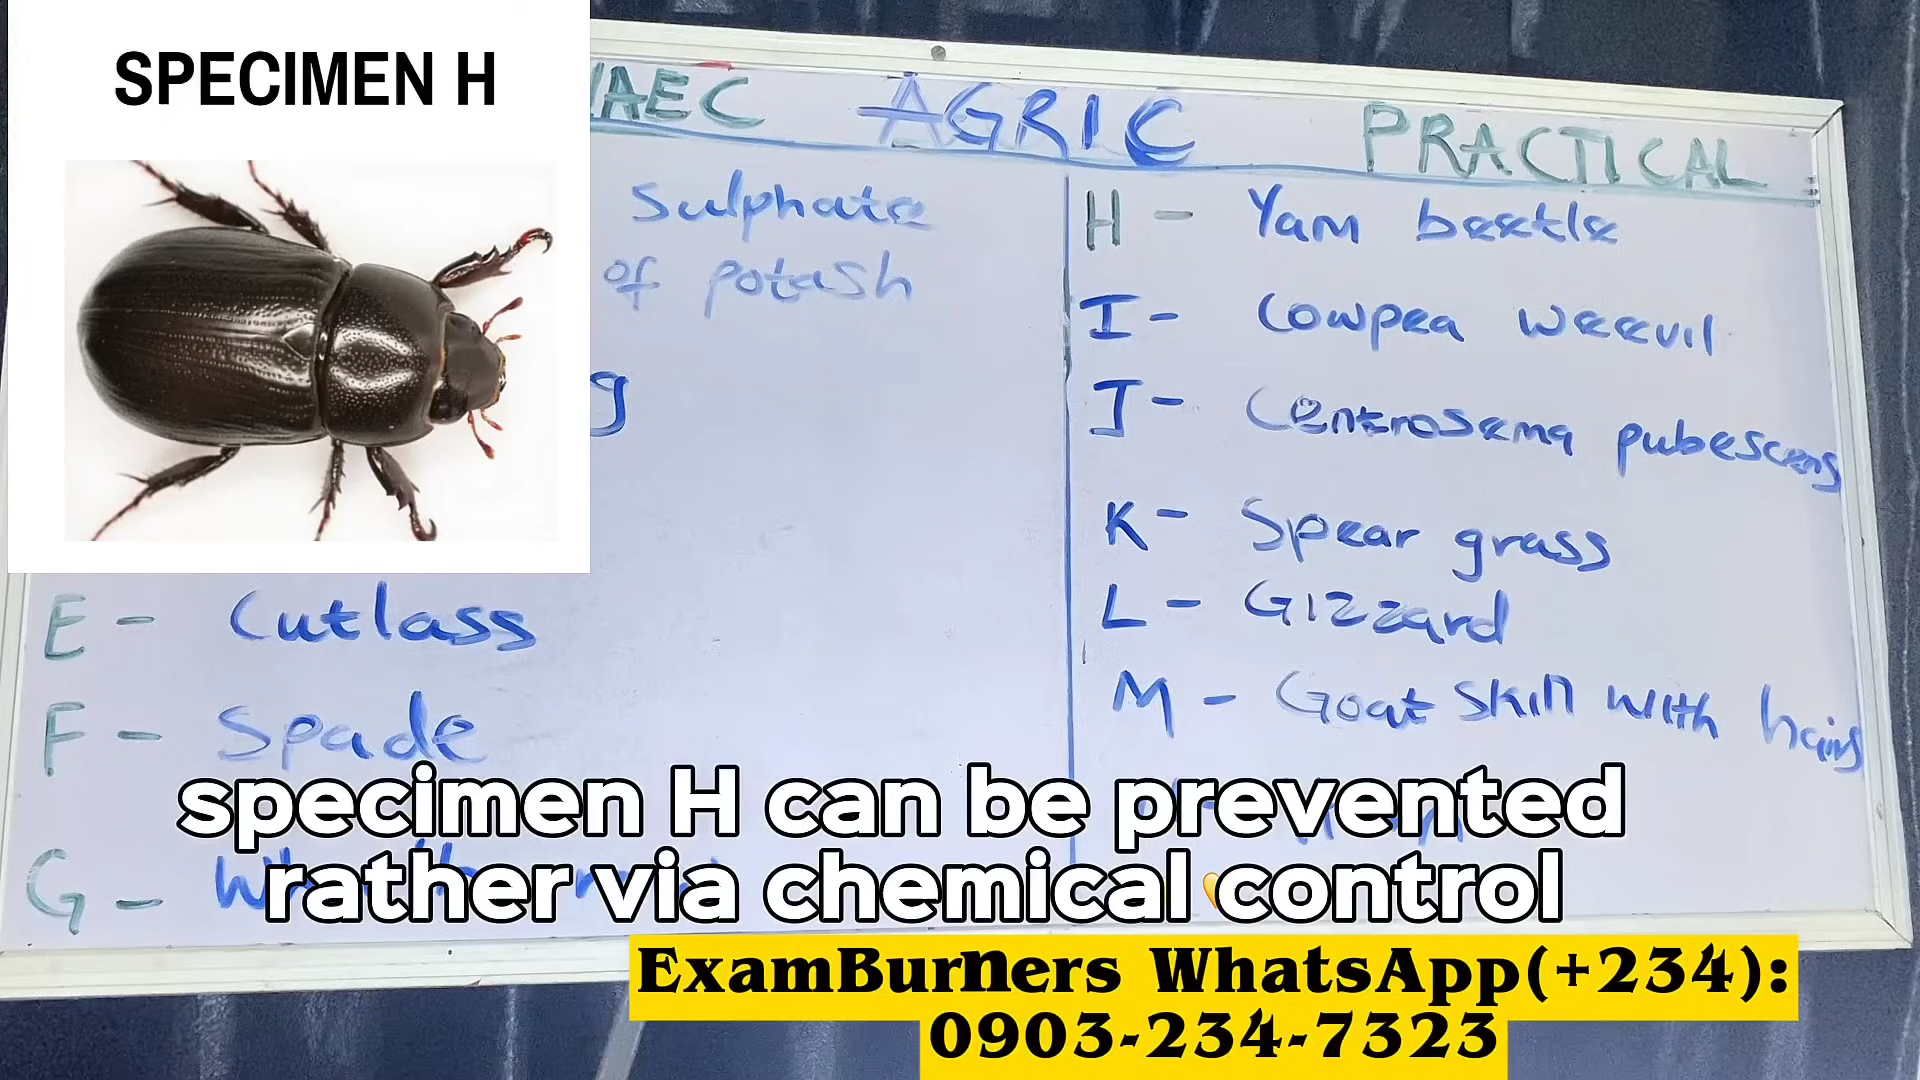 SPECIMEN H
WAEC AGRIC PRACTICAL
Sulphate
of potash
g
E - Cutlass
F - Spade
G -
H - Yam beetle
I - Cowpea weevil
J - Centrosema pubescens
K - Spear grass
L - Gizzard
M - Goat skin with hairs
specimen H can be prevented
rather via chemical control
ExamBurners WhatsApp(+234):
0903-234-7323